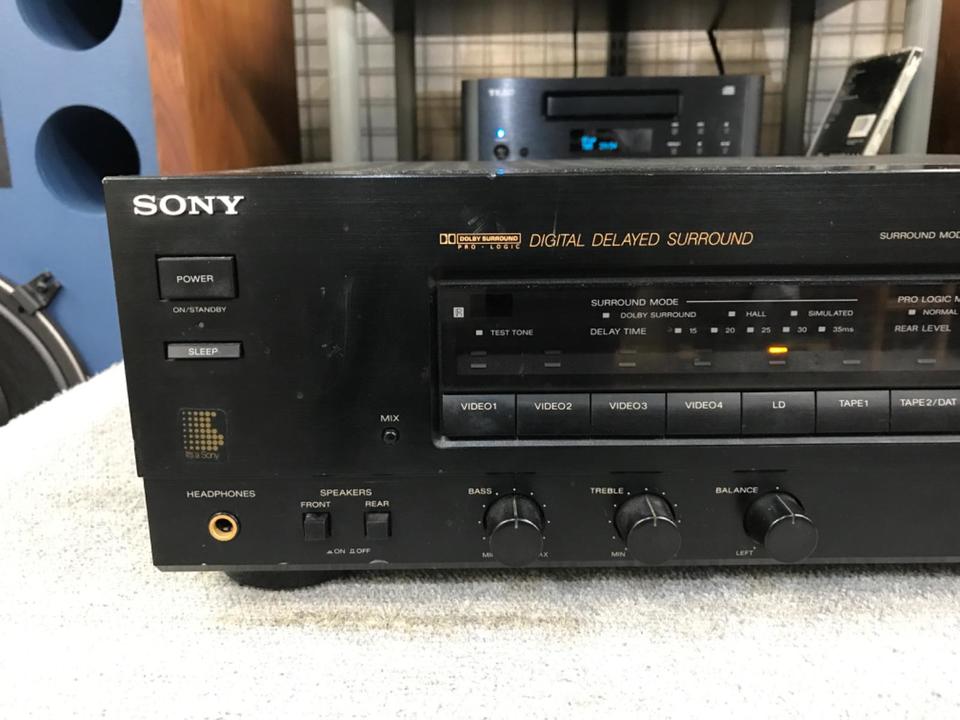 TEAC
SONY
DOLBY SURROUND
PRO · LOGIC
DIGITAL DELAYED SURROUND
SURROUND MOD
POWER
ON/STANDBY
SLEEP
SURROUND MODE
DOLBY SURROUND
HALL
SIMULATED
PRO LOGIC M
NORMAL
R
TEST TONE
DELAY TIME
15
20
25
30
35ms
REAR LEVEL
VIDEO1
VIDEO2
VIDEO3
VIDEO4
LD
TAPE1
TAPE2/DAT
It's a Sony
MIX
HEADPHONES
SPEAKERS
FRONT
REAR
ON
OFF
BASS
TREBLE
BALANCE
MIN
LEFT